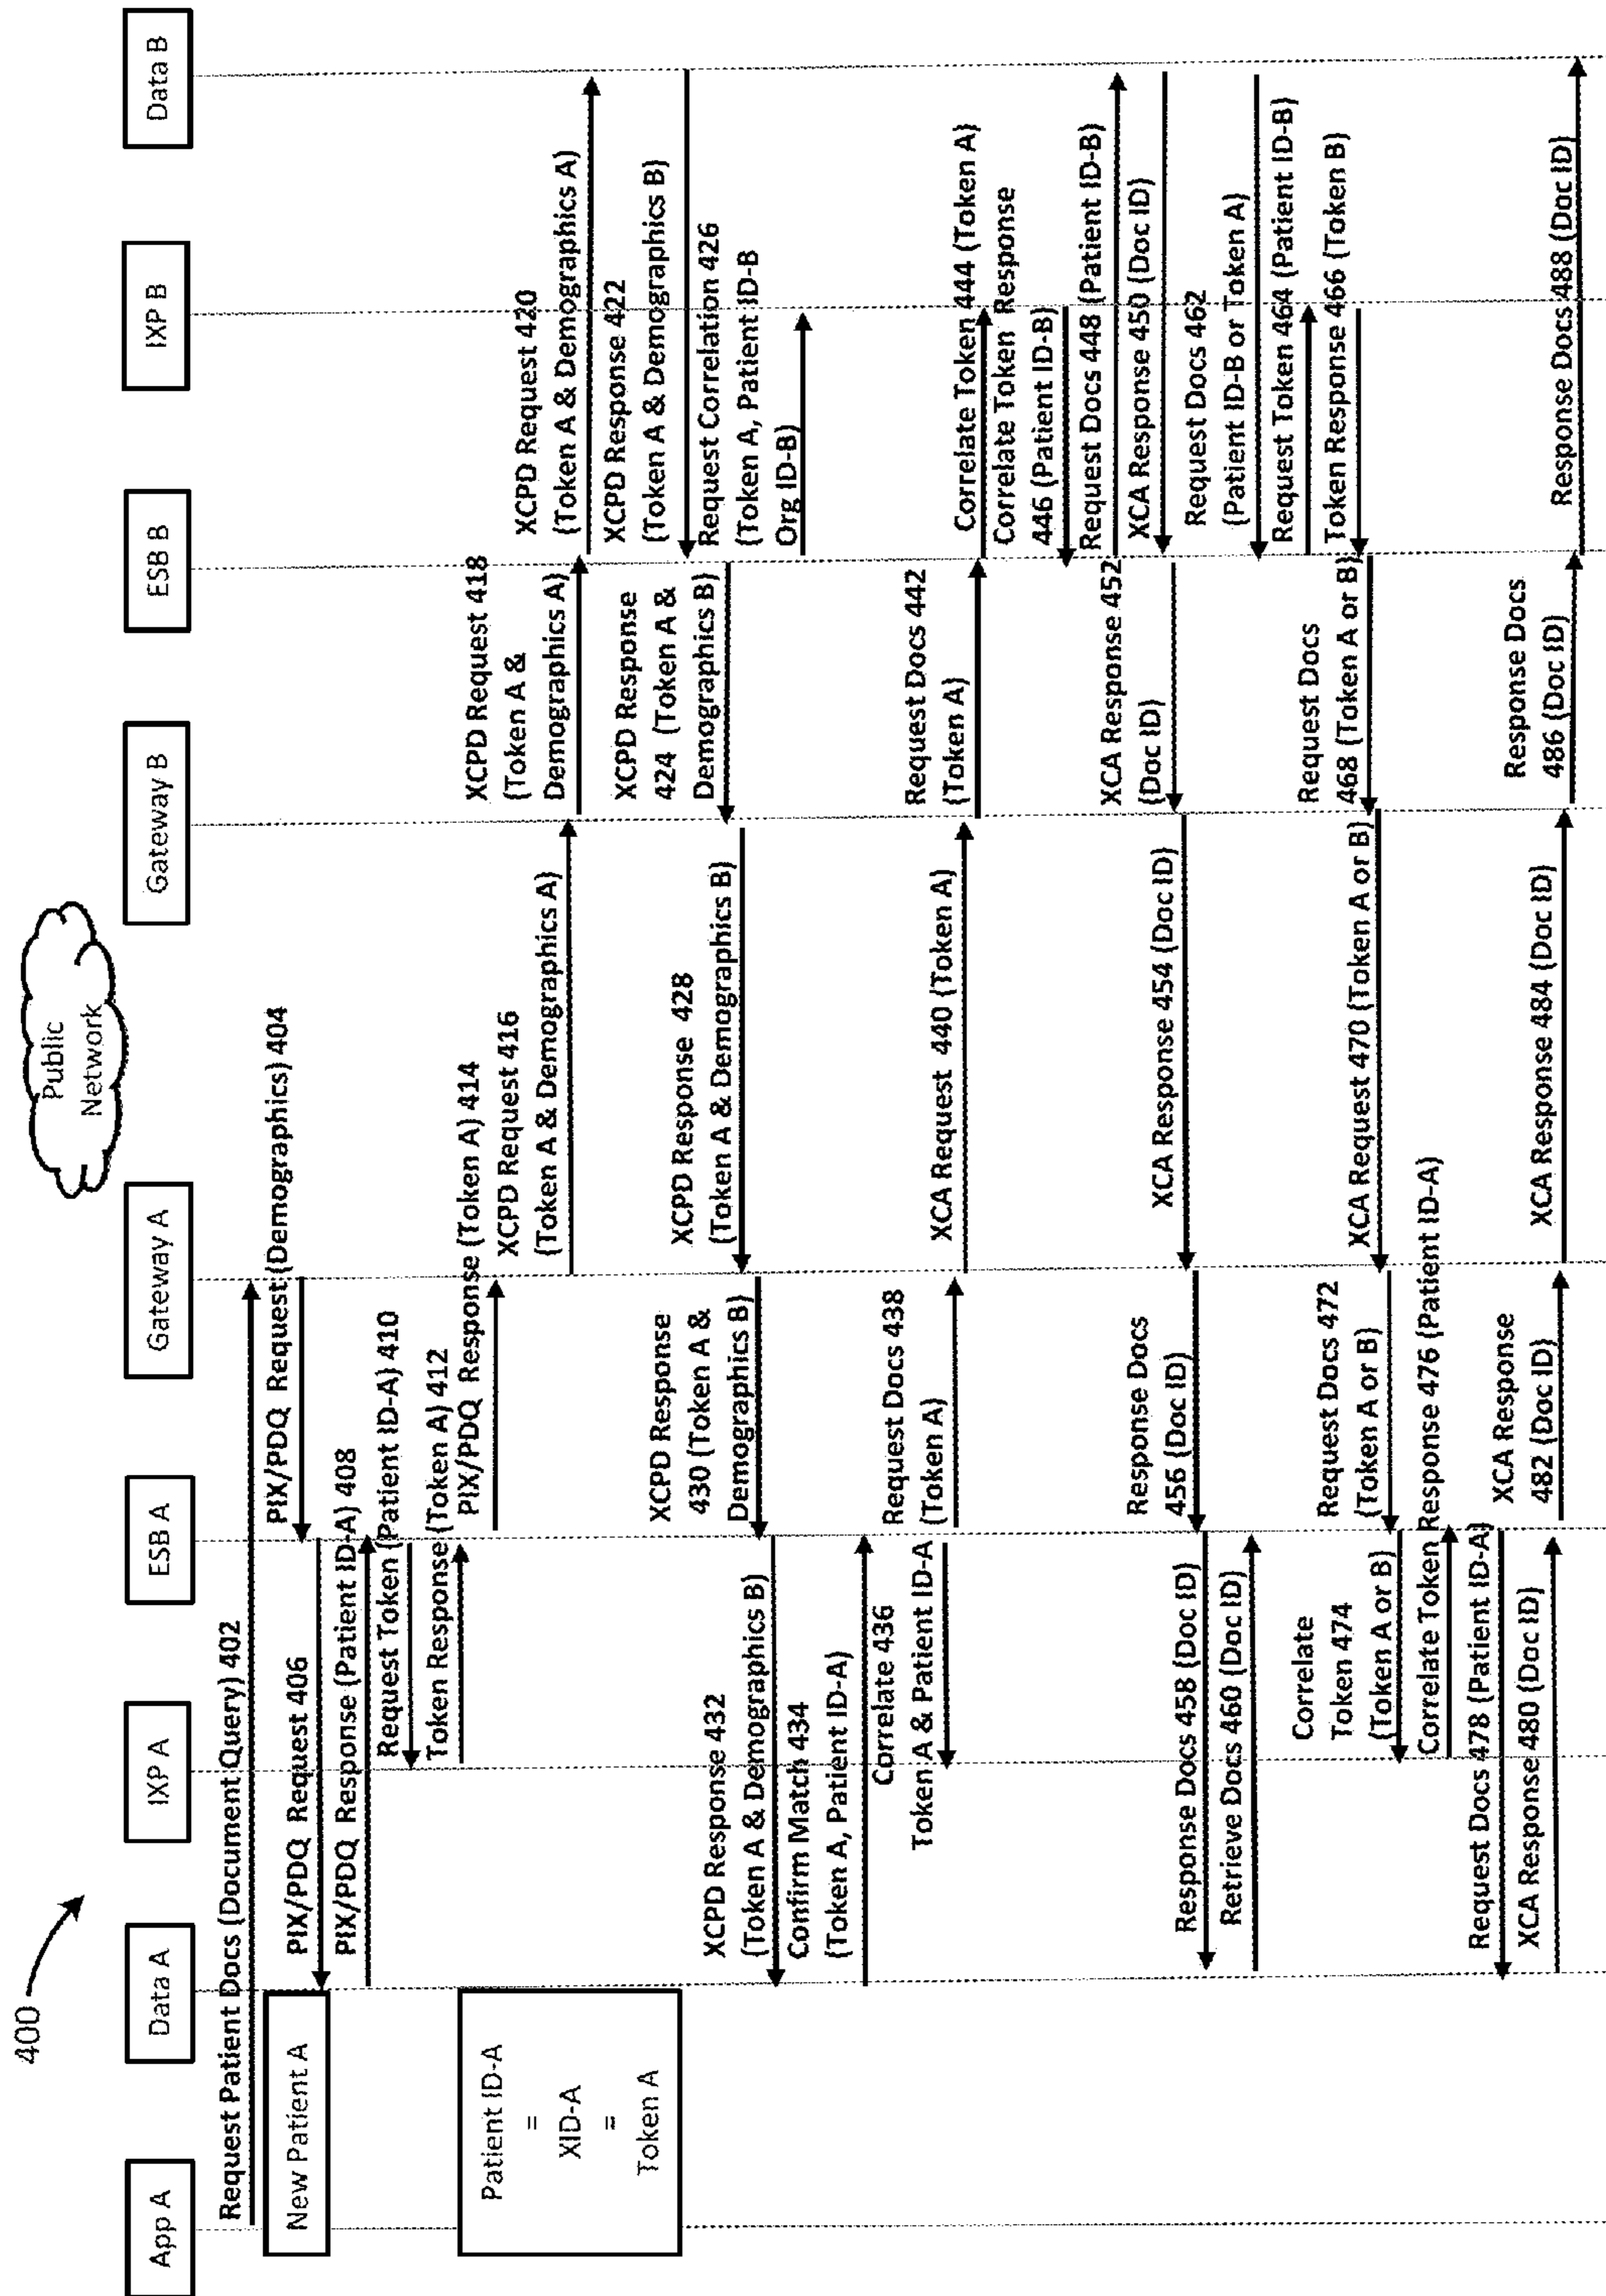 400
Public
Network
App A
Data A
IXP A
ESB A
Gateway A
Gateway B
ESB B
IXP B
Data B
Request Patient Docs (Document Query) 402
New Patient A
PIX/PDQ Request (Demographics) 404
PIX/PDQ Request 406
PIX/PDQ Response (Patient ID-A) 408
Request Token (Patient ID-A) 410
Token Response (Token A) 412
PIX/PDQ Response (Token A) 414
Patient ID-A
=
XID-A
=
Token A
XCPD Request 416
(Token A & Demographics A)
XCPD Request 418
(Token A &
Demographics A)
XCPD Request 420
(Token A & Demographics A)
XCPD Response 422
(Token A & Demographics B)
XCPD Response
424 (Token A &
Demographics B)
Request Correlation 426
(Token A, Patient ID-B
Org ID-B)
XCPD Response 428
(Token A & Demographics B)
XCPD Response
430 (Token A &
Demographics B)
XCPD Response 432
(Token A & Demographics B)
Confirm Match 434
(Token A, Patient ID-A)
Correlate 436
Token A & Patient ID-A
Request Docs 438
(Token A)
XCA Request 440 (Token A)
Request Docs 442
(Token A)
Correlate Token 444 (Token A)
Correlate Token Response
446 (Patient ID-B)
Request Docs 448 (Patient ID-B)
XCA Response 450 (Doc ID)
XCA Response 452
(Doc ID)
XCA Response 454 (Doc ID)
Response Docs
456 (Doc ID)
Response Docs 458 (Doc ID)
Retrieve Docs 460 (Doc ID)
Request Docs 462
(Patient ID-B or Token A)
Request Token 464 (Patient ID-B)
Token Response 466 (Token B)
Request Docs
468 (Token A or B)
XCA Request 470 (Token A or B)
Request Docs 472
(Token A or B)
Correlate
Token 474
(Token A or B)
Correlate Token Response 476 (Patient ID-A)
Request Docs 478 (Patient ID-A)
XCA Response 480 (Doc ID)
XCA Response
482 (Doc ID)
XCA Response 484 (Doc ID)
Response Docs
486 (Doc ID)
Response Docs 488 (Doc ID)